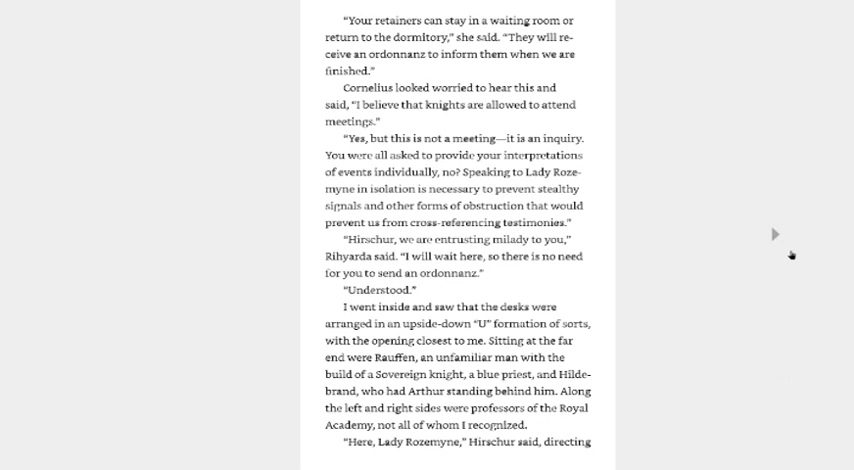 “Your retainers can stay in a waiting room or
return to the dormitory,” she said. “They will re-
ceive an ordonnanz to inform them when we are
finished.”
Cornelius looked worried to hear this and
said, “I believe that knights are allowed to attend
meetings.”
“Yes, but this is not a meeting—it is an inquiry.
You were all asked to provide your interpretations
of events individually, no? Speaking to Lady Roze-
myne in isolation is necessary to prevent stealthy
signals and other forms of obstruction that would
prevent us from cross-referencing testimonies.”
“Hirschur, we are entrusting milady to you,”
Rihyarda said. “I will wait here, so there is no need
for you to send an ordonnanz.”
“Understood.”
I went inside and saw that the desks were
arranged in an upside-down “U” formation of sorts,
with the opening closest to me. Sitting at the far
end were Rauffen, an unfamiliar man with the
build of a Sovereign knight, a blue priest, and Hilde-
brand, who had Arthur standing behind him. Along
the left and right sides were professors of the Royal
Academy, not all of whom I recognized.
“Here, Lady Rozemyne,” Hirschur said, directing